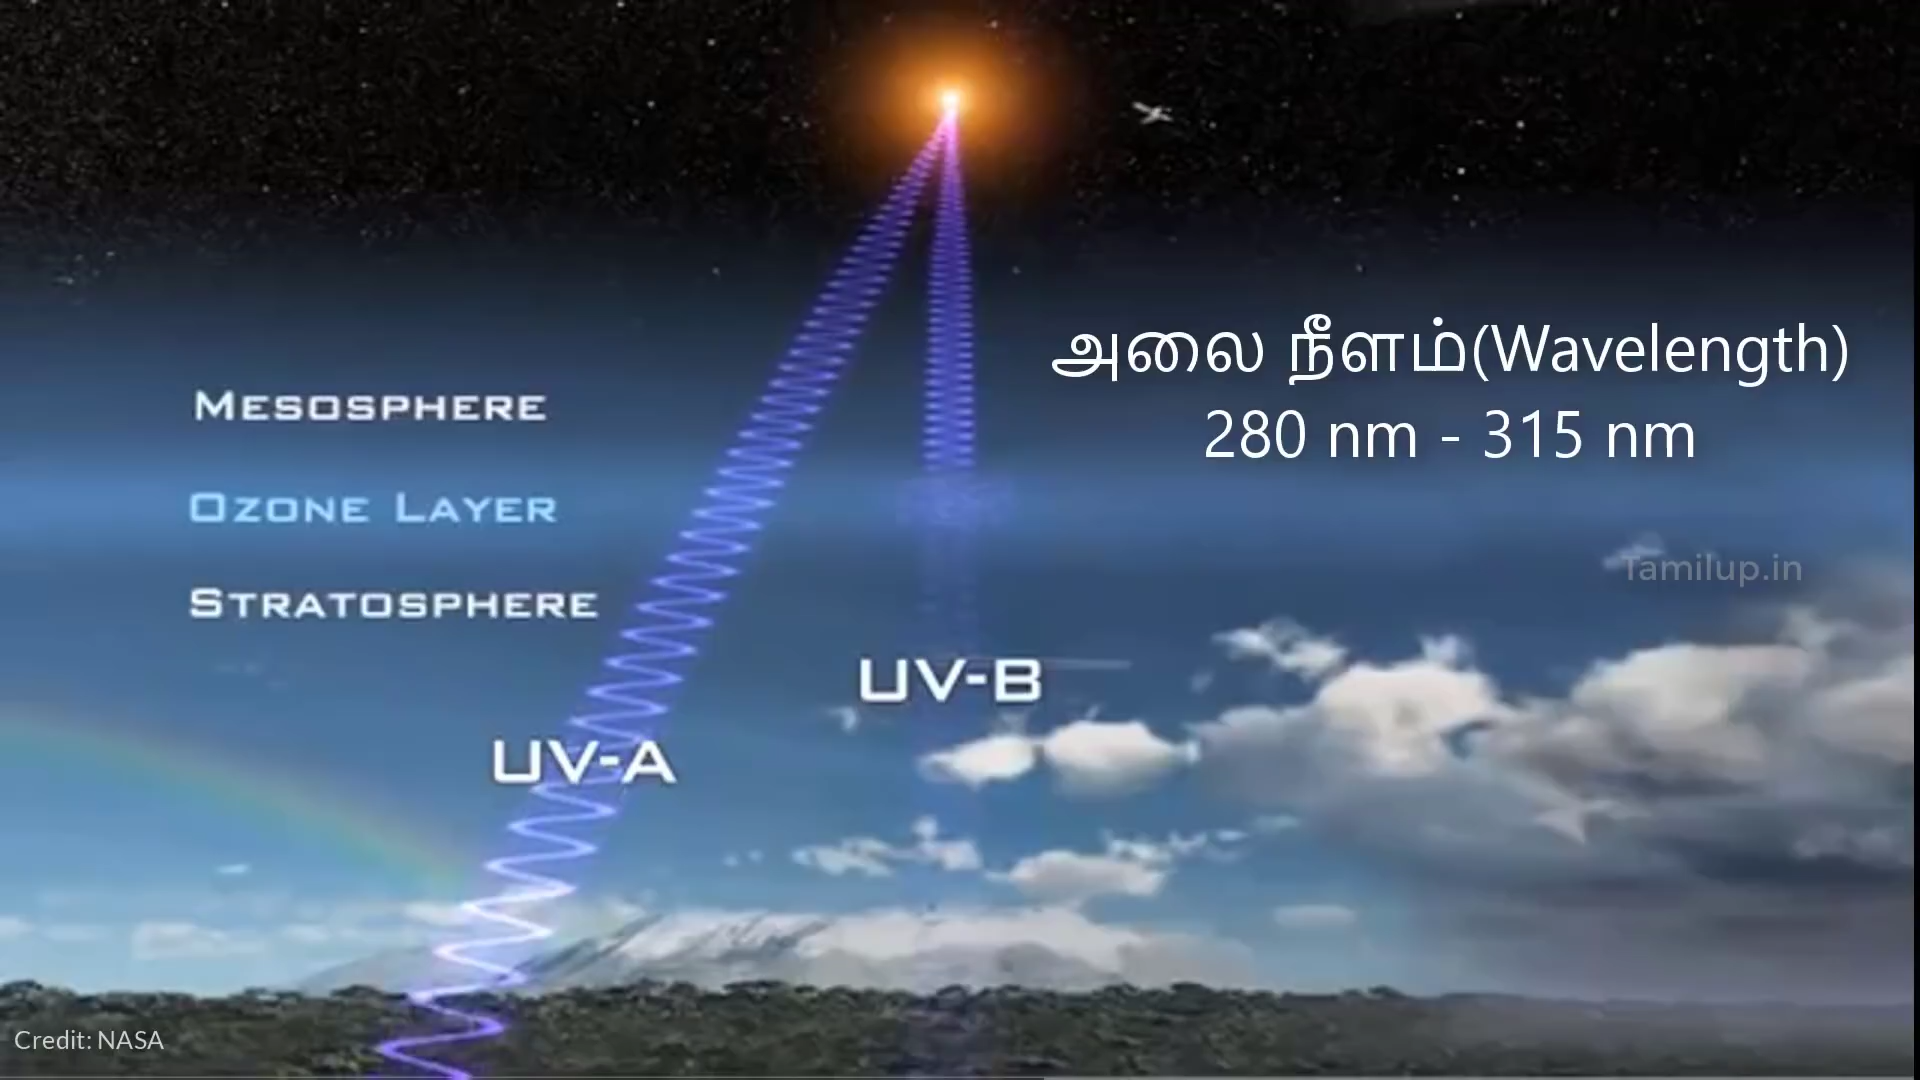 அலை நீளம்(Wavelength)
280 nm - 315 nm
MESOSPHERE
OZONE LAYER
STRATOSPHERE
Tamilup.in
UV-B
UV-A
Credit: NASA